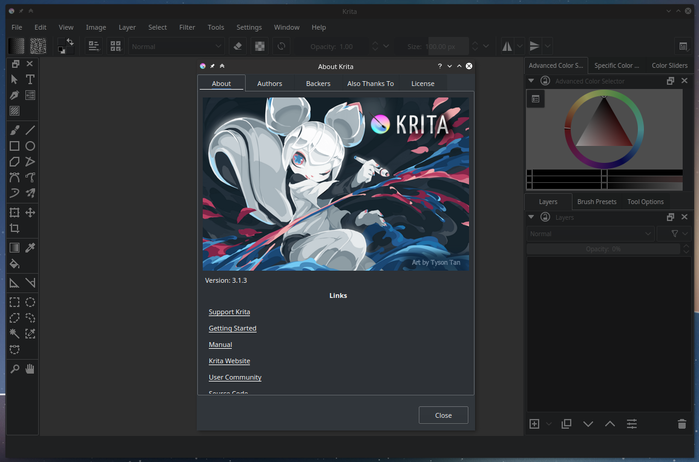 Krita
File Edit View Image Layer Select Filter Tools Settings Window Help
Normal
Opacity: 1.00
Size: 100.00 px
About Krita
About Authors Backers Also Thanks To License
KRITA
Art by Tyson Tan
Version: 3.1.3
Links
Support Krita
Getting Started
Manual
Krita Website
User Community
Source Code
Close
Advanced Color S... Specific Color ... Color Sliders
Advanced Color Selector
Layers Brush Presets Tool Options
Layers
Normal